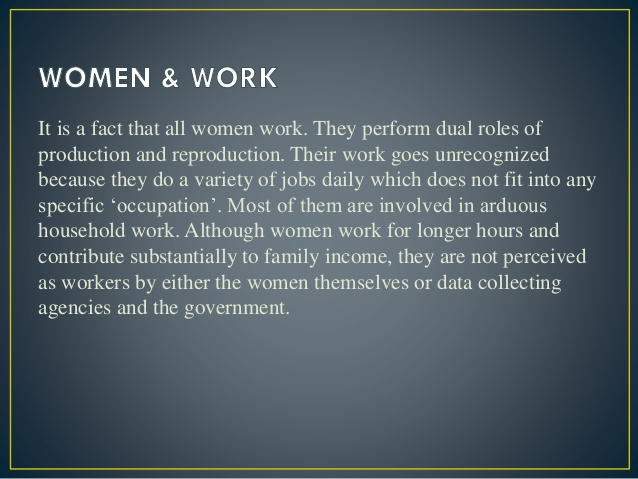 WOMEN & WORK
It is a fact that all women work. They perform dual roles of
production and reproduction. Their work goes unrecognized
because they do a variety of jobs daily which does not fit into any
specific ‘occupation’. Most of them are involved in arduous
household work. Although women work for longer hours and
contribute substantially to family income, they are not perceived
as workers by either the women themselves or data collecting
agencies and the government.